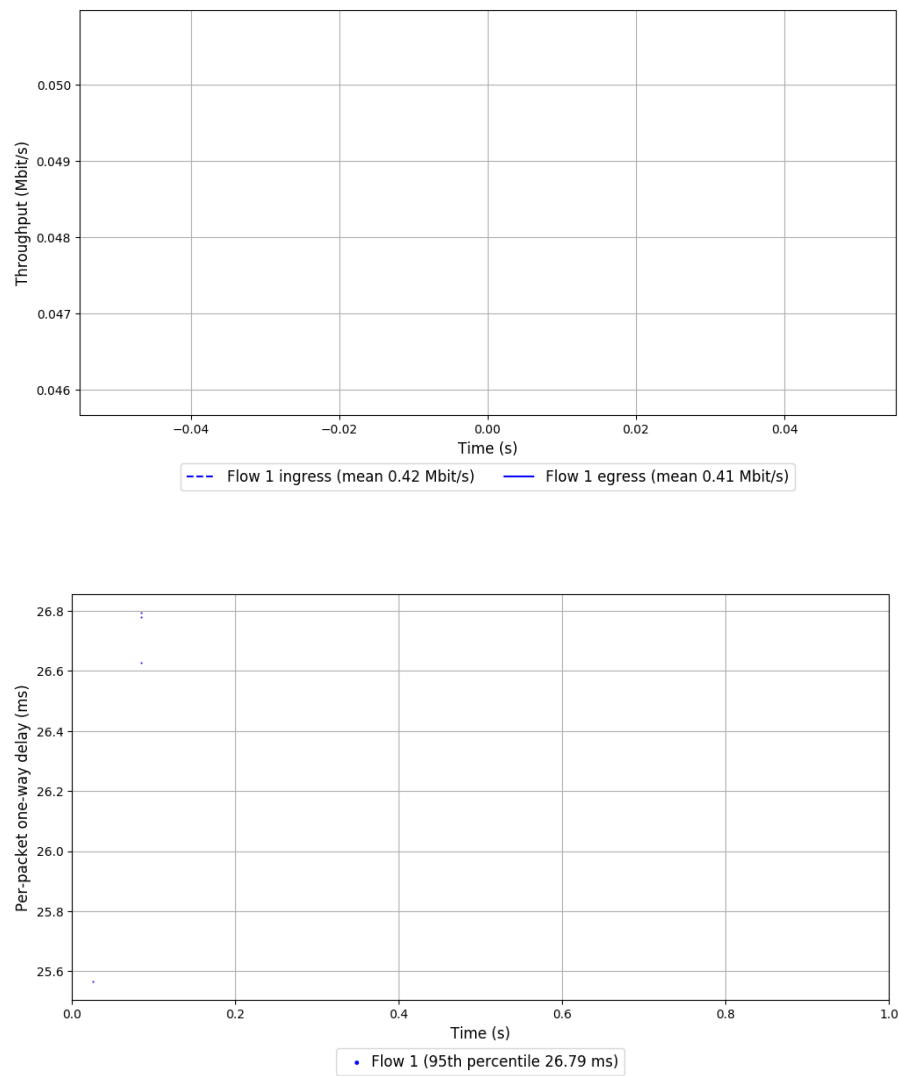 0.050
0.049
0.048
0.047
0.046
Throughput (Mbit/s)
−0.04 −0.02 0.00 0.02 0.04
Time (s)
Flow 1 ingress (mean 0.42 Mbit/s) Flow 1 egress (mean 0.41 Mbit/s)
26.8
26.6
26.4
26.2
26.0
25.8
25.6
Per-packet one-way delay (ms)
0.0 0.2 0.4 0.6 0.8 1.0
Time (s)
Flow 1 (95th percentile 26.79 ms)